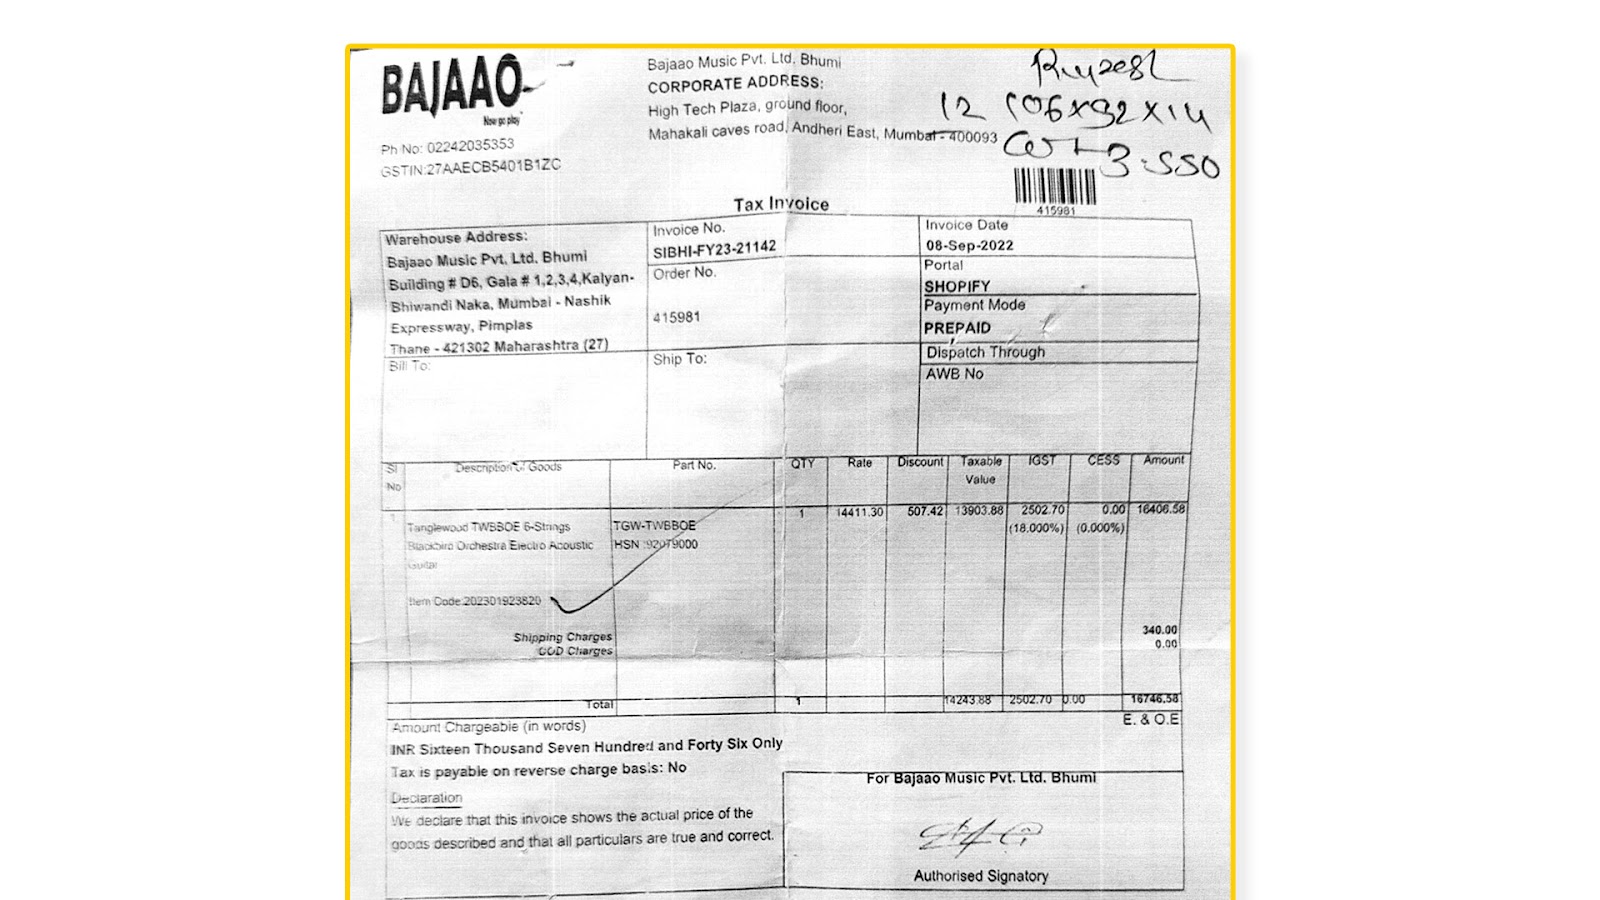 BAJAAO
Now go play
Ph No: 02242035353
GSTIN:27AAECB5401B1ZC
Bajaao Music Pvt. Ltd. Bhumi
CORPORATE ADDRESS:
High Tech Plaza, ground floor,
Mahakali caves road, Andheri East, Mumbai - 400093
12 106x32x14
3.550
415981
Tax Invoice
Warehouse Address:
Bajaao Music Pvt. Ltd. Bhumi
Building # D6, Gala # 1,2,3,4,Kalyan-
Bhiwandi Naka, Mumbai - Nashik
Expressway, Pimplas
Thane - 421302 Maharashtra (27)
Invoice No.
SIBHI-FY23-21142
Order No.
415981
Invoice Date
08-Sep-2022
Portal
SHOPIFY
Payment Mode
PREPAID
Dispatch Through
AWB No
Bill To:
Ship To:
Sl No Description of Goods Part No. QTY Rate Discount Taxable Value IGST CESS Amount
1 Tanglewood TWBBOE 6-Strings TGW-TWBBOE 1 14411.30 507.42 13903.88 2502.70 0.00 16406.58
Blackbird Orchestra Electro Acoustic HSN :92079000 (18.000%) (0.000%)
Guitar
Item Code:202301923820
Shipping Charges 340.00
COD Charges 0.00
Total 1 14243.88 2502.70 0.00 16746.58
Amount Chargeable (in words) E. & O.E
INR Sixteen Thousand Seven Hundred and Forty Six Only
Tax is payable on reverse charge basis: No
Declaration
We declare that this invoice shows the actual price of the
goods described and that all particulars are true and correct.
For Bajaao Music Pvt. Ltd. Bhumi
Authorised Signatory